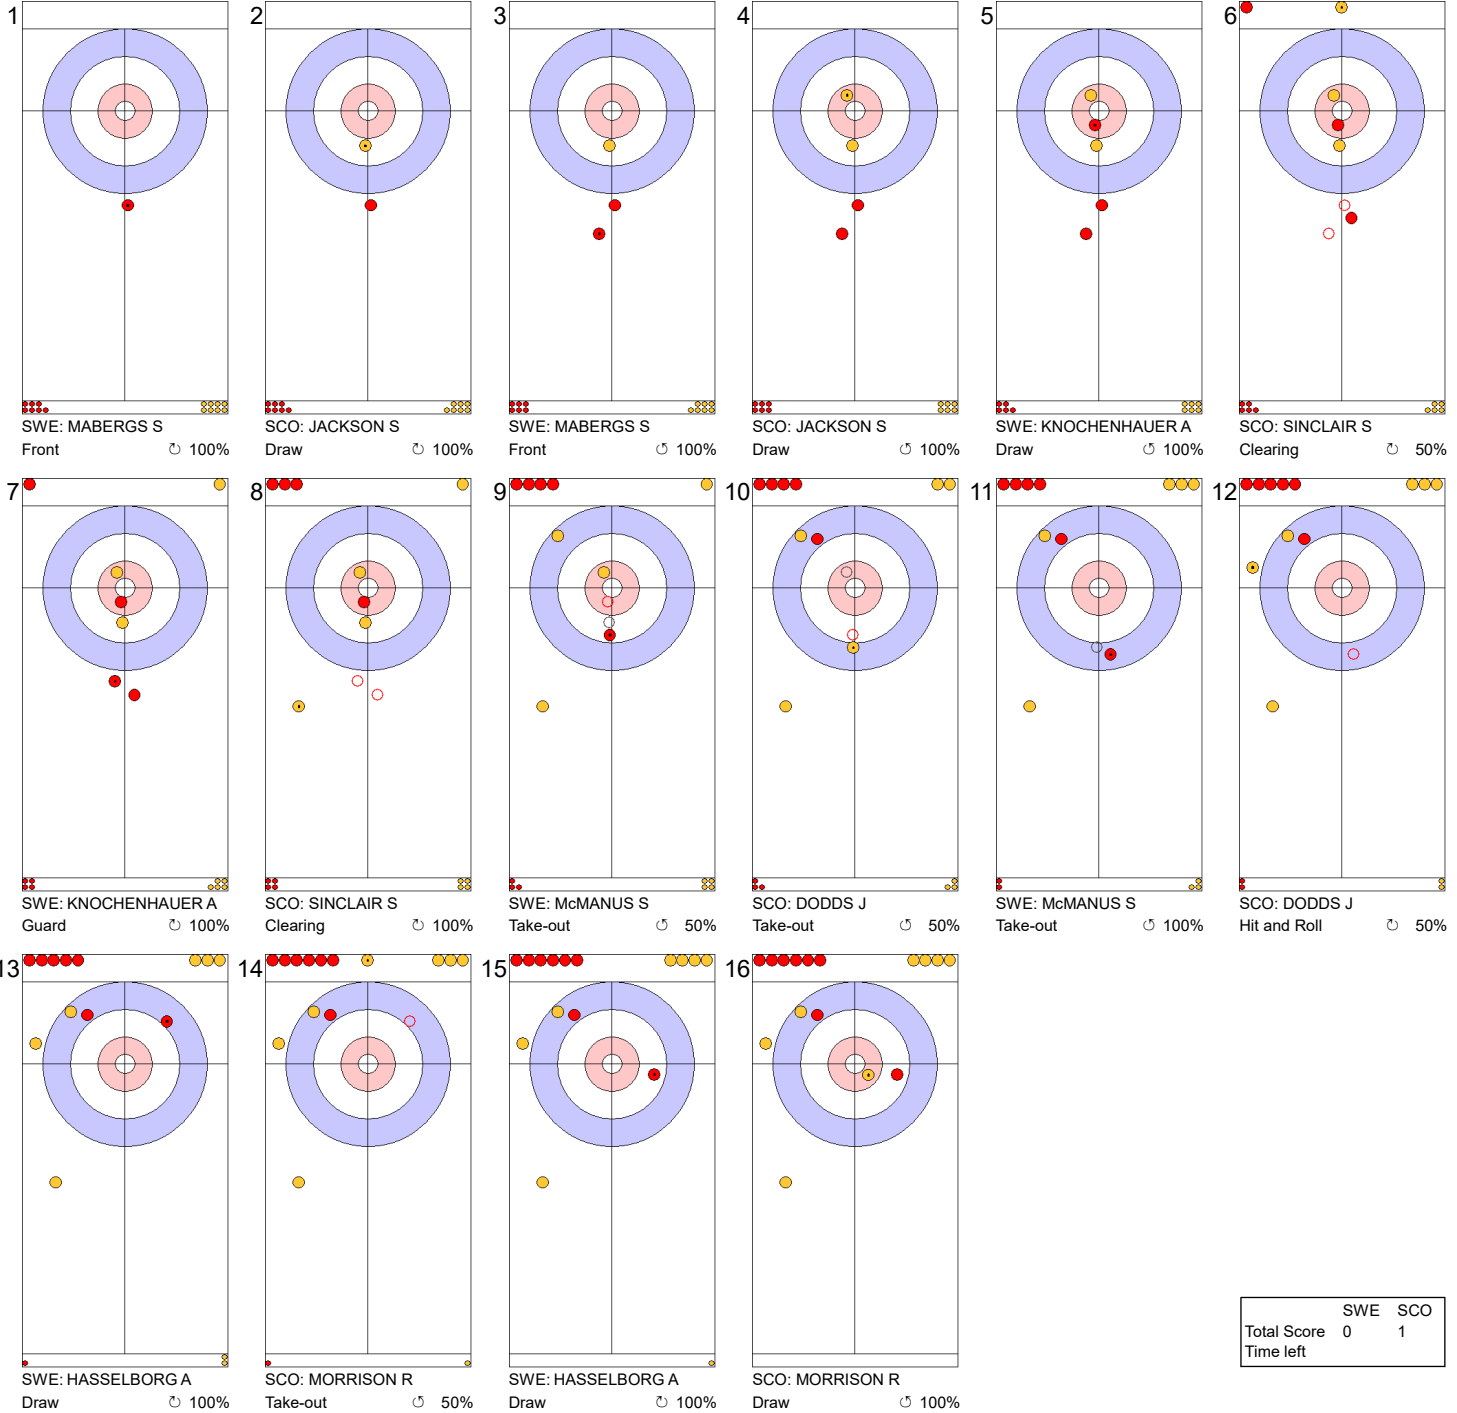 1
SWE: MABERGS S
Front ↻ 100%
2
SCO: JACKSON S
Draw ↺ 100%
3
SWE: MABERGS S
Front ↻ 100%
4
SCO: JACKSON S
Draw ↻ 100%
5
SWE: KNOCHENHAUER A
Draw ↺ 100%
6
SCO: SINCLAIR S
Clearing ↻ 50%
7
SWE: KNOCHENHAUER A
Guard ↻ 100%
8
SCO: SINCLAIR S
Clearing ↻ 100%
9
SWE: McMANUS S
Take-out ↺ 50%
10
SCO: DODDS J
Take-out ↺ 50%
11
SWE: McMANUS S
Take-out ↺ 100%
12
SCO: DODDS J
Hit and Roll ↺ 50%
13
SWE: HASSELBORG A
Draw ↻ 100%
14
SCO: MORRISON R
Take-out ↺ 50%
15
SWE: HASSELBORG A
Draw ↻ 100%
16
SCO: MORRISON R
Draw ↺ 100%
SWE SCO
Total Score 0 1
Time left